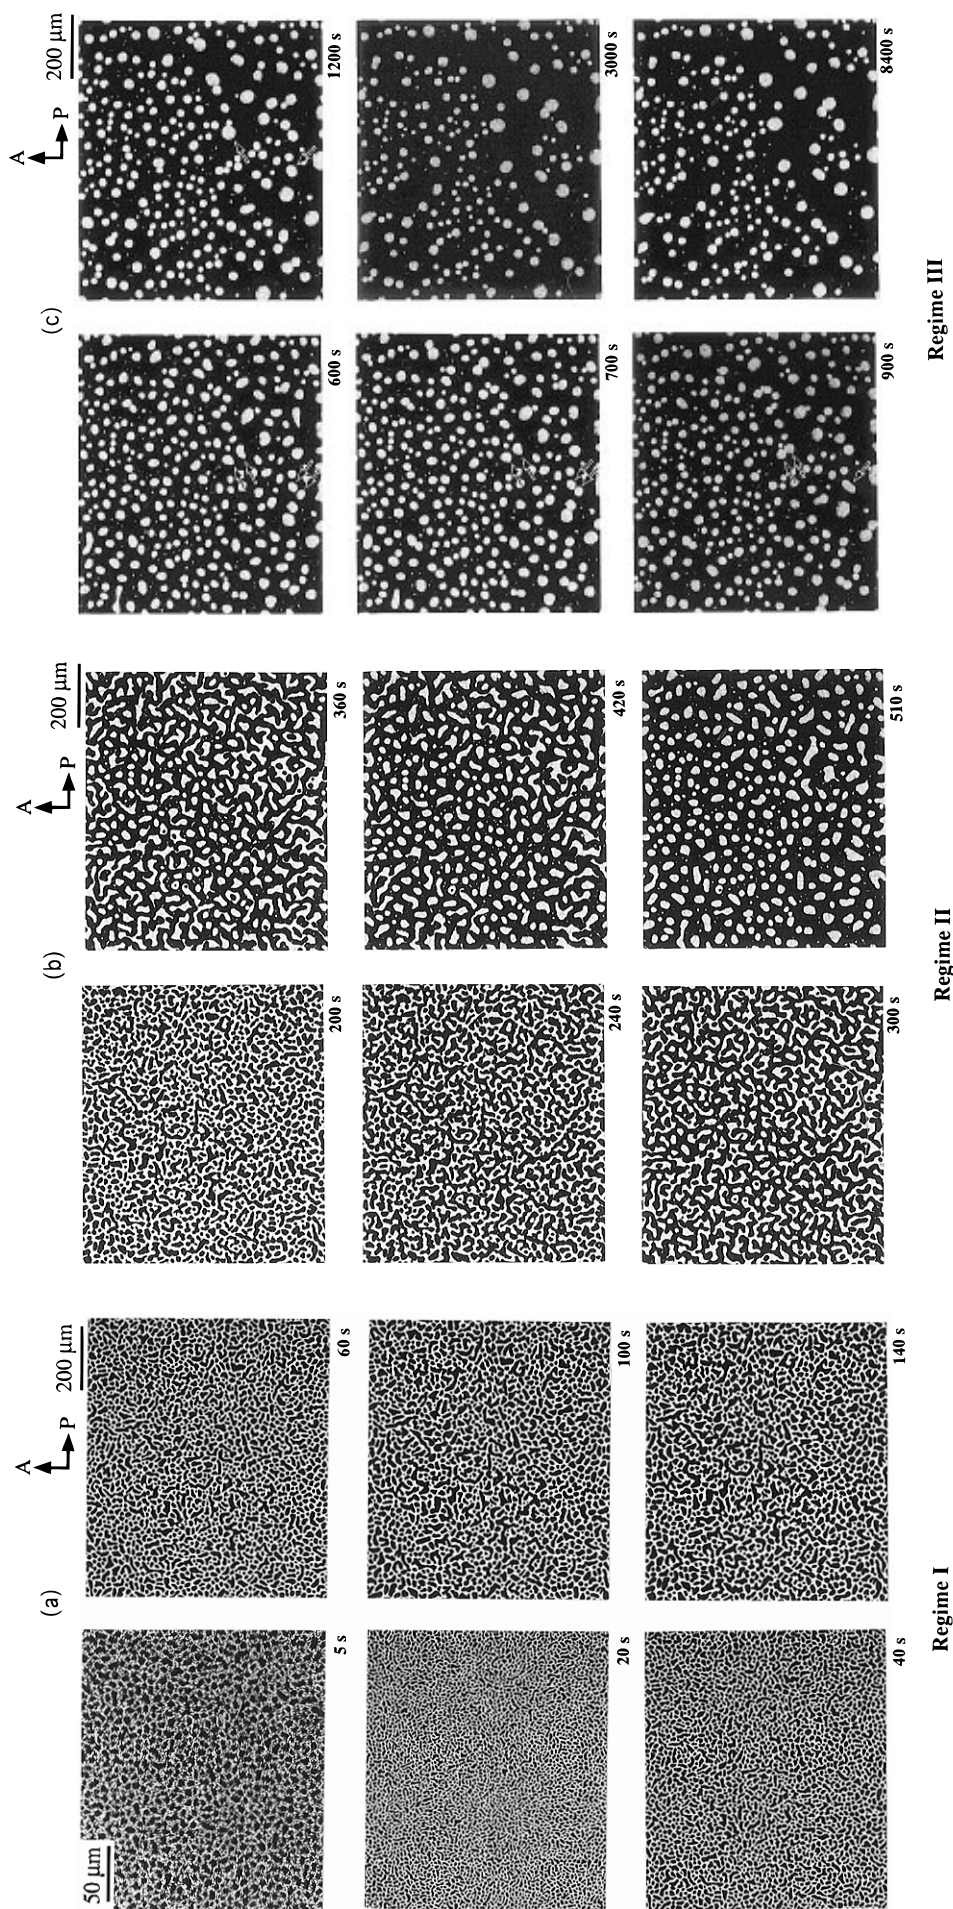 (a)
A
P
50 µm
200 µm
5 s
60 s
20 s
100 s
40 s
140 s
Regime I
(b)
A
P
200 µm
200 s
360 s
240 s
420 s
300 s
510 s
Regime II
(c)
A
P
200 µm
600 s
1200 s
700 s
3000 s
900 s
8400 s
Regime III